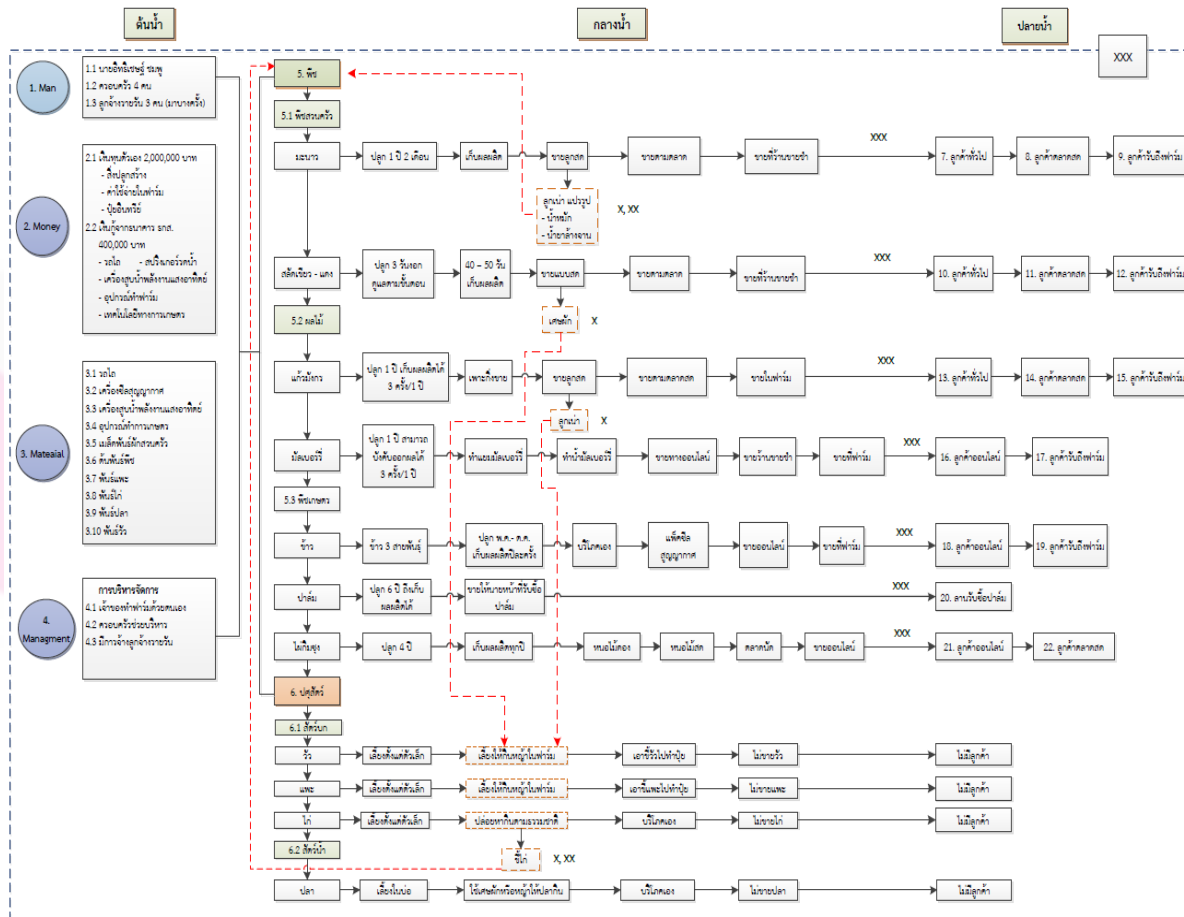 ต้นน้ำ
กลางน้ำ
ปลายน้ำ
XXX
1. Man
1.1 นายอิทธิเชษฐ์ ชมพู
1.2 ครอบครัว 4 คน
1.3 ลูกจ้างรายวัน 3 คน (มาบางครั้ง)
2. Money
2.1 เงินทุนตัวเอง 2,000,000 บาท
- สิ่งปลูกสร้าง
- ค่าใช้จ่ายในฟาร์ม
- ปุ๋ยอินทรีย์
2.2 เงินกู้จากธนาคาร ธกส.
400,000 บาท
- รถไถ - สปริงเกอร์รดน้ำ
- เครื่องสูบน้ำพลังงานแสงอาทิตย์
- อุปกรณ์ทำฟาร์ม
- เทคโนโลยีทางการเกษตร
3. Mateaial
3.1 รถไถ
3.2 เครื่องซีลสูญญากาศ
3.3 เครื่องสูบน้ำพลังงานแสงอาทิตย์
3.4 อุปกรณ์ทำการเกษตร
3.5 เมล็ดพันธ์ผักสวนครัว
3.6 ต้นพันธ์พืช
3.7 พันธ์แพะ
3.8 พันธ์ไก่
3.9 พันธ์ปลา
3.10 พันธ์วัว
4.
Managment
การบริหารจัดการ
4.1 เจ้าของทำฟาร์มด้วยตนเอง
4.2 ครอบครัวช่วยบริหาร
4.3 มีการจ้างลูกจ้างรายวัน
5. พืช
5.1 พืชสวนครัว
มะนาว
ปลูก 1 ปี 2 เดือน
เก็บผลผลิต
ขายลูกสด
ขายตามตลาด
ขายที่ร้านขายชำ
XXX
7. ลูกค้าทั่วไป
8. ลูกค้าตลาดสด
9. ลูกค้ารับถึงฟาร์ม
ลูกเน่า แปรรูป
- น้ำหมัก
- น้ำยาล้างจาน
X, XX
สลัดเขียว - แดง
ปลูก 3 วันงอก
ดูแลตามขั้นตอน
40 – 50 วัน
เก็บผลผลิต
ขายแบบสด
ขายตามตลาด
ขายที่ร้านขายชำ
XXX
10. ลูกค้าทั่วไป
11. ลูกค้าตลาดสด
12. ลูกค้ารับถึงฟาร์ม
เศษผัก
X
5.2 ผลไม้
แก้วมังกร
ปลูก 1 ปี เก็บผลผลิตได้
3 ครั้ง/1 ปี
เพาะกิ่งขาย
ขายลูกสด
ขายตามตลาดสด
ขายในฟาร์ม
XXX
13. ลูกค้าทั่วไป
14. ลูกค้าตลาดสด
15. ลูกค้ารับถึงฟาร์ม
ลูกเน่า
X
มัลเบอร์รี่
ปลูก 1 ปี สามารถ
บังคับออกผลได้
3 ครั้ง/1 ปี
ทำแยมมัลเบอร์รี่
ทำน้ำมัลเบอร์รี่
ขายทางออนไลน์
ขายร้านขายชำ
ขายที่ฟาร์ม
XXX
16. ลูกค้าออนไลน์
17. ลูกค้ารับถึงฟาร์ม
5.3 พืชเกษตร
ข้าว
ข้าว 3 สายพันธุ์
ปลูก พ.ค.- ต.ค.
เก็บผลผลิตปีละครั้ง
บริโภคเอง
แพ็คซีล
สูญญากาศ
ขายออนไลน์
ขายที่ฟาร์ม
XXX
18. ลูกค้าออนไลน์
19. ลูกค้ารับถึงฟาร์ม
ปาล์ม
ปลูก 6 ปี ถึงเก็บ
ผลผลิตได้
ขายให้นายหน้าที่รับซื้อ
ปาล์ม
XXX
20. ลานรับซื้อปาล์ม
ไผ่กิมซุง
ปลูก 4 ปี
เก็บผลผลิตทุกปี
หน่อไม้ดอง
หน่อไม้สด
ตลาดนัด
ขายออนไลน์
XXX
21. ลูกค้าออนไลน์
22. ลูกค้าตลาดสด
6. ปศุสัตว์
6.1 สัตว์บก
วัว
เลี้ยงตั้งแต่ตัวเล็ก
เลี้ยงให้กินหญ้าในฟาร์ม
เอาขี้วัวไปทำปุ๋ย
ไม่ขายวัว
ไม่มีลูกค้า
แพะ
เลี้ยงตั้งแต่ตัวเล็ก
เลี้ยงให้กินหญ้าในฟาร์ม
เอาขี้แพะไปทำปุ๋ย
ไม่ขายแพะ
ไม่มีลูกค้า
ไก่
เลี้ยงตั้งแต่ตัวเล็ก
ปล่อยหากินตามธรรมชาติ
บริโภคเอง
ไม่ขายไก่
ไม่มีลูกค้า
6.2 สัตว์น้ำ
ขี้ไก่
X, XX
ปลา
เลี้ยงในบ่อ
ใช้เศษผักหรือหญ้าให้ปลากิน
บริโภคเอง
ไม่ขายปลา
ไม่มีลูกค้า